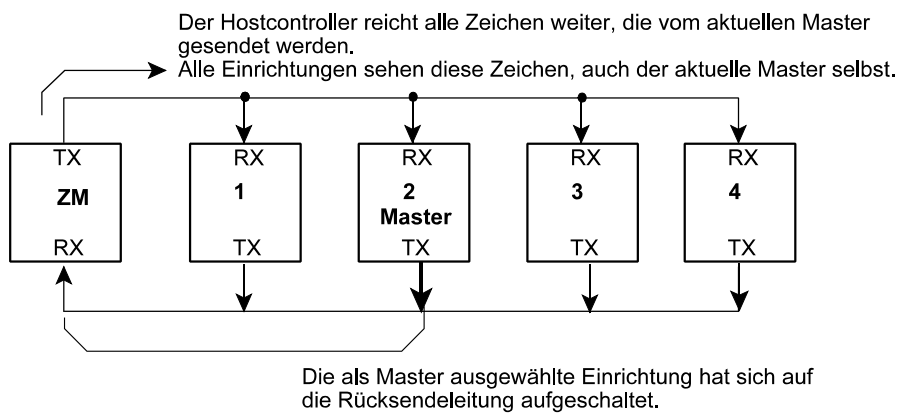 Der Hostcontroller reicht alle Zeichen weiter, die vom aktuellen Master
gesendet werden.
Alle Einrichtungen sehen diese Zeichen, auch der aktuelle Master selbst.
TX
RX
RX
RX
RX
ZM
1
2
3
4
Master
RX
TX
TX
TX
TX
Die als Master ausgewählte Einrichtung hat sich auf
die Rücksendeleitung aufgeschaltet.